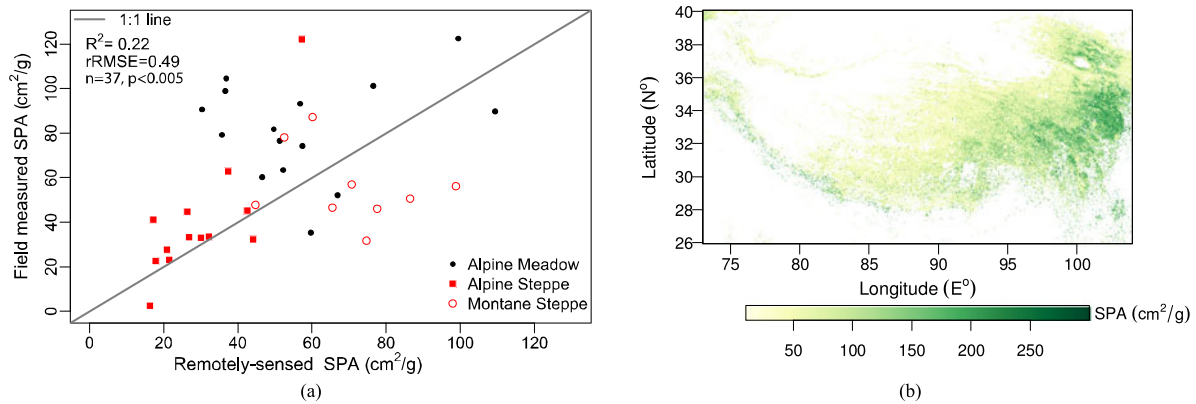 1:1 line
R²= 0.22
rRMSE=0.49
n=37, p<0.005
Field measured SPA (cm²/g)
120
100
80
60
40
20
0
Alpine Meadow
Alpine Steppe
Montane Steppe
0 20 40 60 80 100 120
Remotely-sensed SPA (cm²/g)
(a)
Latitude (N°)
40
38
36
34
32
30
28
26
75 80 85 90 95 100
Longitude (E°)
SPA (cm²/g)
50 100 150 200 250
(b)